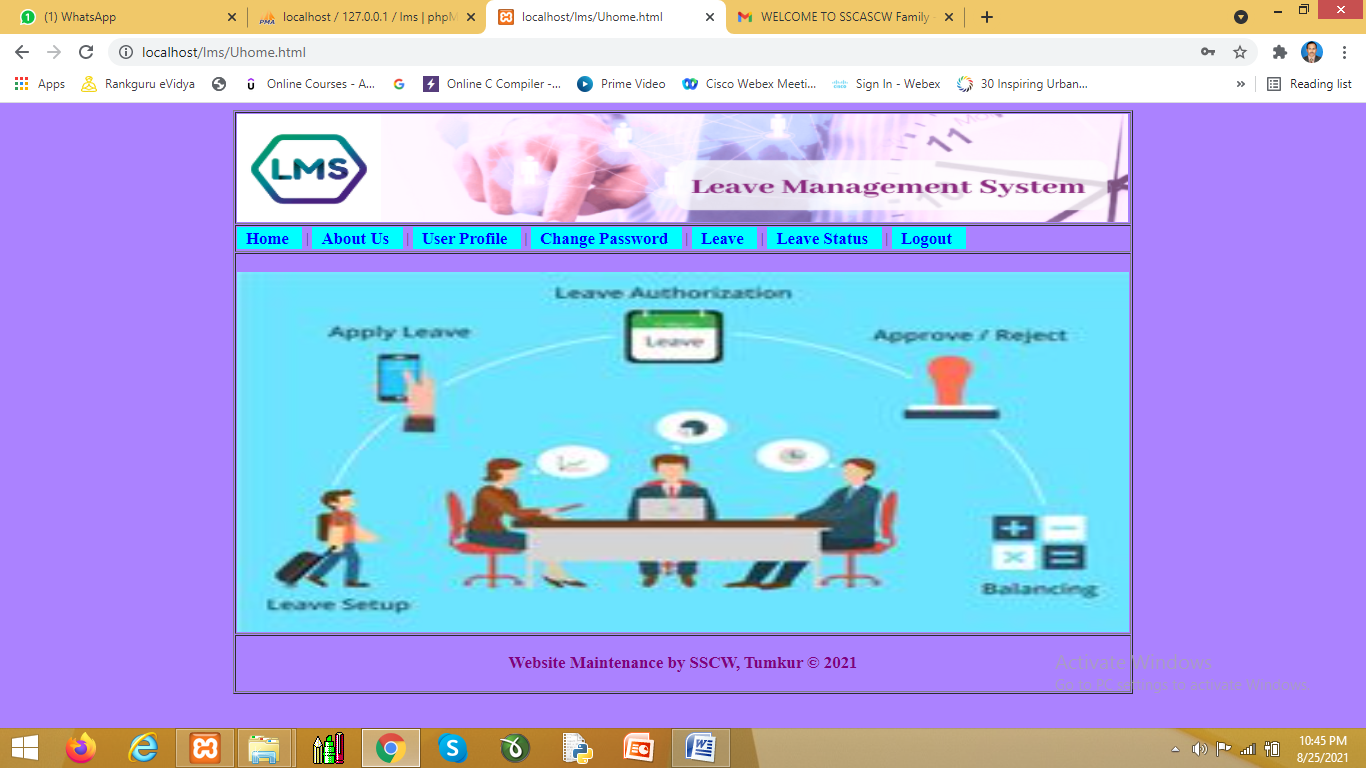 (1) WhatsApp
localhost / 127.0.0.1 / lms | phpM
localhost/lms/Uhome.html
WELCOME TO SSCASCW Family
localhost/lms/Uhome.html
Apps
Rankguru eVidya
Online Courses - A...
Online C Compiler -...
Prime Video
Cisco Webex Meeti...
Sign In - Webex
30 Inspiring Urban...
Reading list
LMS
11
Leave Management System
Home | About Us | User Profile | Change Password | Leave | Leave Status | Logout
Leave Authorization
Apply Leave
Leave
Approve / Reject
Leave Setup
Balancing
Website Maintenance by SSCW, Tumkur © 2021
Activate Windows
Go to PC settings to activate Windows.
10:45 PM
8/25/2021